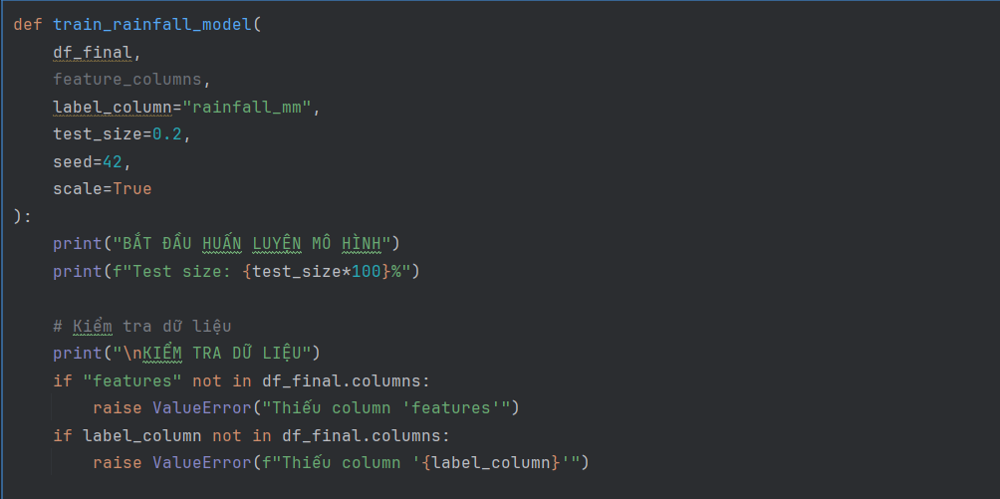 def train_rainfall_model(
    df_final,
    feature_columns,
    label_column="rainfall_mm",
    test_size=0.2,
    seed=42,
    scale=True
):
    print("BẮT ĐẦU HUẤN LUYỆN MÔ HÌNH")
    print(f"Test size: {test_size*100}%")

    # Kiểm tra dữ liệu
    print("\nKIỂM TRA DỮ LIỆU")
    if "features" not in df_final.columns:
        raise ValueError("Thiếu column 'features'")
    if label_column not in df_final.columns:
        raise ValueError(f"Thiếu column '{label_column}'")